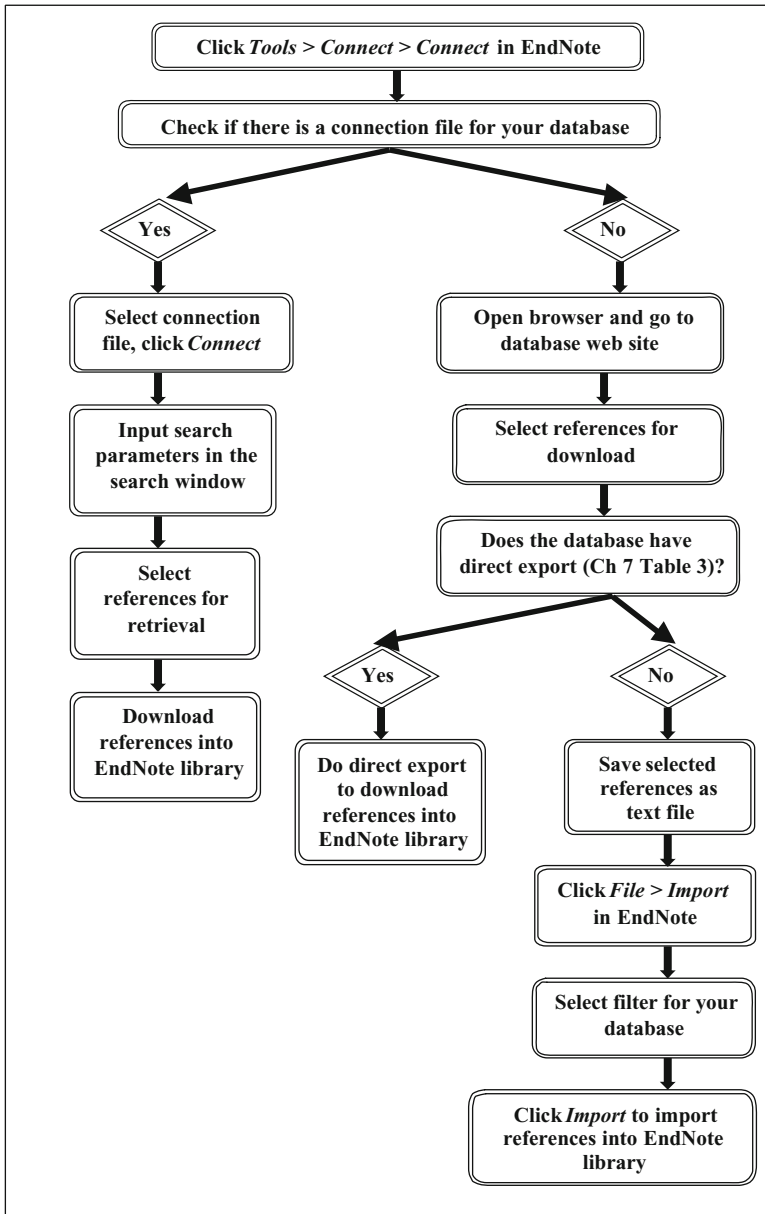 Click Tools > Connect > Connect in EndNote
Check if there is a connection file for your database
Yes
No
Select connection
file, click Connect
Input search
parameters in the
search window
Select
references for
retrieval
Download
references into
EndNote library
Open browser and go to
database web site
Select references for
download
Does the database have
direct export (Ch 7 Table 3)?
Yes
No
Do direct export
to download
references into
EndNote library
Save selected
references as
text file
Click File > Import
in EndNote
Select filter for your
database
Click Import to import
references into EndNote
library